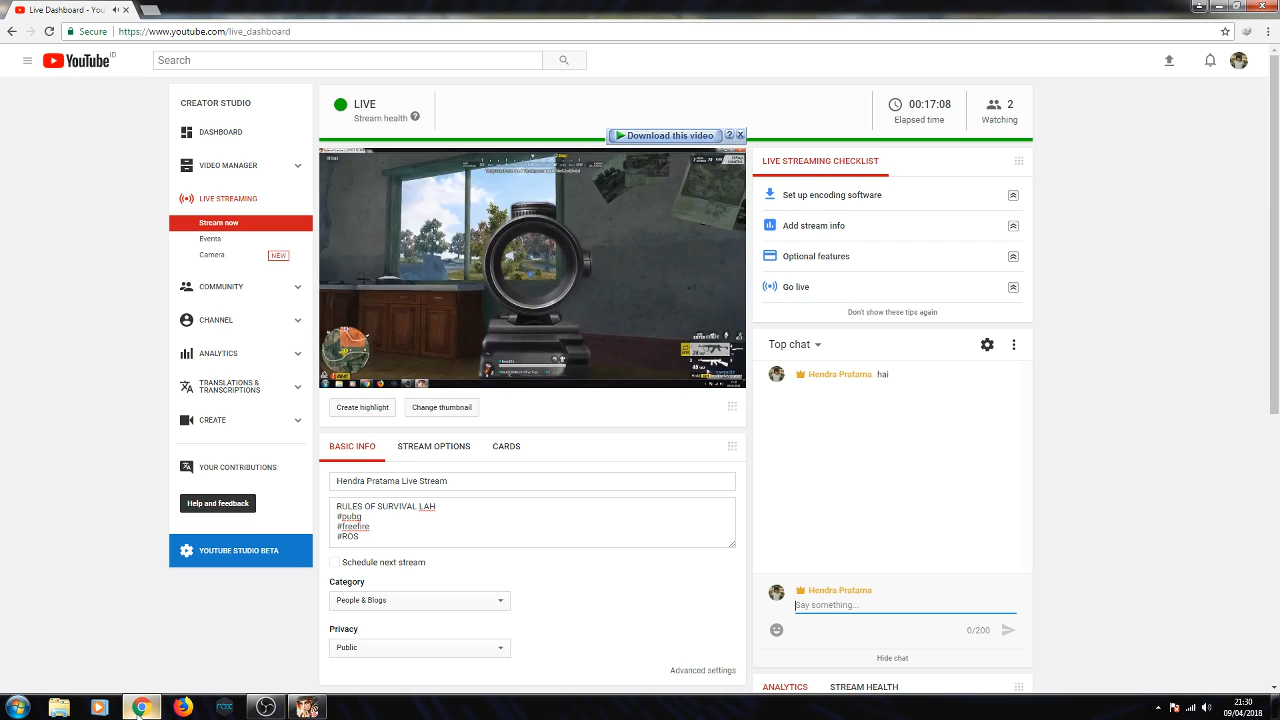 Live Dashboard - You
Secure
https://www.youtube.com/live_dashboard
YouTube ID
Search
CREATOR STUDIO
DASHBOARD
VIDEO MANAGER
LIVE STREAMING
Stream now
Events
Camera
NEW
COMMUNITY
CHANNEL
ANALYTICS
TRANSLATIONS &
TRANSCRIPTIONS
CREATE
YOUR CONTRIBUTIONS
Help and feedback
YOUTUBE STUDIO BETA
LIVE
Stream health ?
00:17:08
Elapsed time
2
Watching
Download this video
?
Create highlight
Change thumbnail
BASIC INFO
STREAM OPTIONS
CARDS
Hendra Pratama Live Stream
RULES OF SURVIVAL LAH
#pubg
#freefire
#ROS
Schedule next stream
Category
People & Blogs
Privacy
Public
Advanced settings
LIVE STREAMING CHECKLIST
Set up encoding software
Add stream info
Optional features
Go live
Don't show these tips again
Top chat
Hendra Pratama hai
Hendra Pratama
Say something...
0/200
Hide chat
ANALYTICS
STREAM HEALTH
21:30
09/04/2018